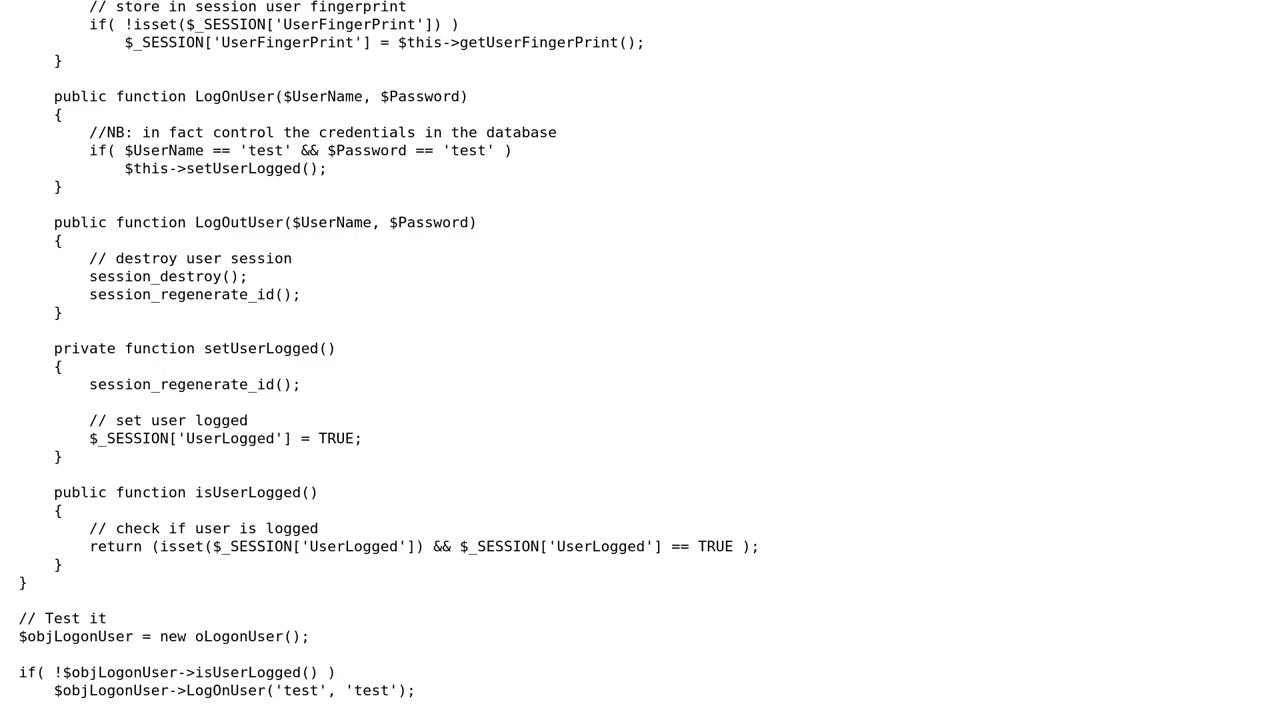 // store in session user fingerprint
if( !isset($_SESSION['UserFingerPrint']) )
$_SESSION['UserFingerPrint'] = $this->getUserFingerPrint();
}
public function LogOnUser($UserName, $Password)
{
//NB: in fact control the credentials in the database
if( $UserName == 'test' && $Password == 'test' )
$this->setUserLogged();
}
public function LogOutUser($UserName, $Password)
{
// destroy user session
session_destroy();
session_regenerate_id();
}
private function setUserLogged()
{
session_regenerate_id();
// set user logged
$_SESSION['UserLogged'] = TRUE;
}
public function isUserLogged()
{
// check if user is logged
return (isset($_SESSION['UserLogged']) && $_SESSION['UserLogged'] == TRUE );
}
}
// Test it
$objLogonUser = new oLogonUser();
if( !$objLogonUser->isUserLogged() )
$objLogonUser->LogOnUser('test', 'test');